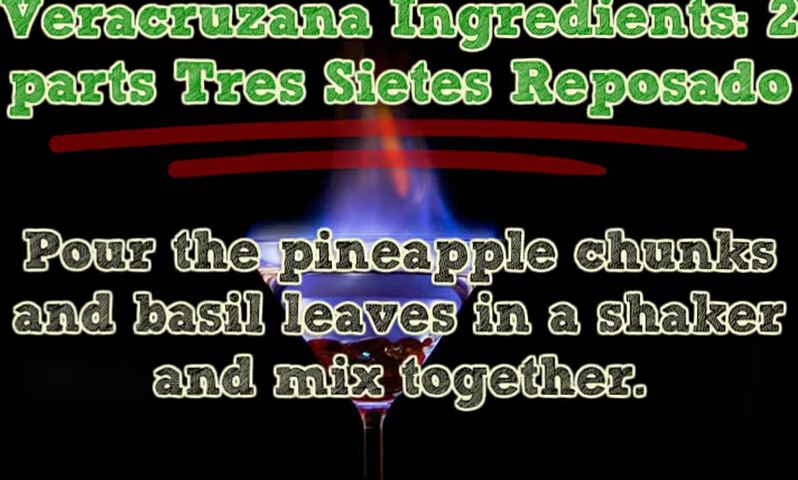 Veracruzana Ingredients: 2
parts Tres Sietes Reposado
Pour the pineapple chunks
and basil leaves in a shaker
and mix together.